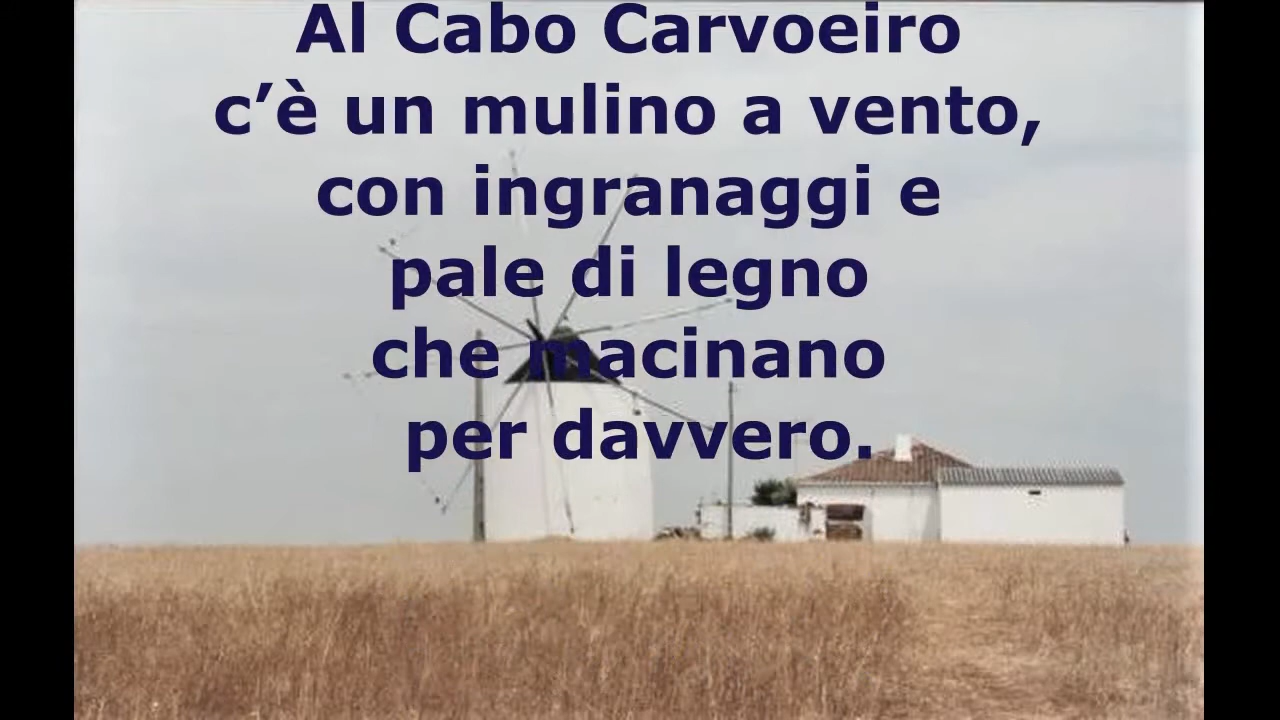 Al Cabo Carvoeiro
c’è un mulino a vento,
con ingranaggi e
pale di legno
che macinano
per davvero.